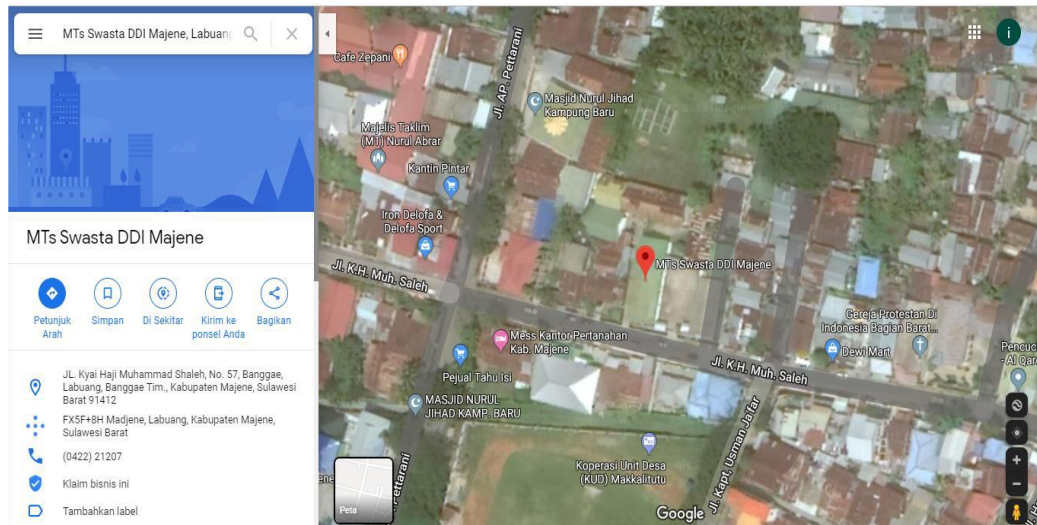 MTs Swasta DDI Majene, Labuang
MTs Swasta DDI Majene
Petunjuk
Arah
Simpan
Di Sekitar
Kirim ke
ponsel Anda
Bagikan
JL. Kyai Haji Muhammad Shaleh, No. 57, Banggae,
Labuang, Banggae Tim., Kabupaten Majene, Sulawesi
Barat 91412
FX5F+8H Madjene, Labuang, Kabupaten Majene,
Sulawesi Barat
(0422) 21207
Klaim bisnis ini
Tambahkan label
i
Cafe Zepani
Jl. AP. Pettarani
Masjid Nurul Jihad
Kampung Baru
Majelis Taklim
(MT) Nurul Abrar
Kantin Pintar
Iron Delofa &
Delofa Sport
Jl. K.H. Muh. Saleh
MTs Swasta DDI Majene
Mess Kantor Pertanahan
Kab. Majene
Gereja Protestan Di
Indonesia Bagian Barat...
Dewi Mart
Pencuc
- Al Qar
Pejual Tahu Isi
Jl. K.H. Muh. Saleh
MASJID NURUL
JIHAD KAMP. BARU
Jl. Kapt. Usman Ja'far
Koperasi Unit Desa
(KUD) Makkalitutu
Pettarani
Peta
Google